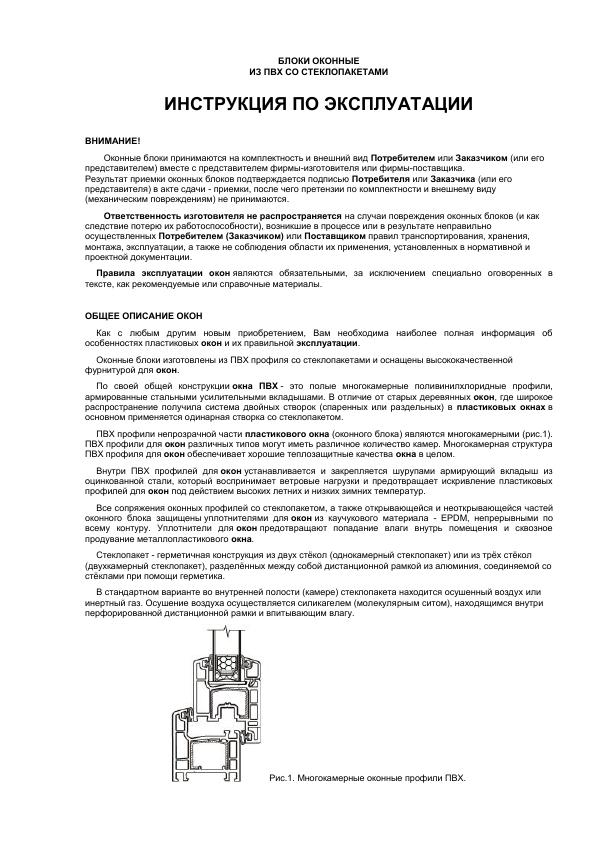 БЛОКИ ОКОННЫЕ
ИЗ ПВХ СО СТЕКЛОПАКЕТАМИ
ИНСТРУКЦИЯ ПО ЭКСПЛУАТАЦИИ
ВНИМАНИЕ!
Оконные блоки принимаются на комплектность и внешний вид Потребителем или Заказчиком (или его
представителем) вместе с представителем фирмы-изготовителя или фирмы-поставщика.
Результат приемки оконных блоков подтверждается подписью Потребителя или Заказчика (или его
представителя) в акте сдачи - приемки, после чего претензии по комплектности и внешнему виду
(механическим повреждениям) не принимаются.
Ответственность изготовителя не распространяется на случаи повреждения оконных блоков (и как
следствие потерю их работоспособности), возникшие в процессе или в результате неправильно
осуществленных Потребителем (Заказчиком) или Поставщиком правил транспортирования, хранения,
монтажа, эксплуатации, а также не соблюдения области их применения, установленных в нормативной и
проектной документации.
Правила эксплуатации окон являются обязательными, за исключением специально оговоренных в
тексте, как рекомендуемые или справочные материалы.
ОБЩЕЕ ОПИСАНИЕ ОКОН
Как с любым другим новым приобретением, Вам необходима наиболее полная информация об
особенностях пластиковых окон и их правильной эксплуатации.
Оконные блоки изготовлены из ПВХ профиля со стеклопакетами и оснащены высококачественной
фурнитурой для окон.
По своей общей конструкции окна ПВХ - это полые многокамерные поливинилхлоридные профили,
армированные стальными усилительными вкладышами. В отличие от старых деревянных окон, где широкое
распространение получила система двойных створок (спаренных или раздельных) в пластиковых окнах в
основном применяется одинарная створка со стеклопакетом.
ПВХ профили непрозрачной части пластикового окна (оконного блока) являются многокамерными (рис.1).
ПВХ профили для окон различных типов могут иметь различное количество камер. Многокамерная структура
ПВХ профиля для окон обеспечивает хорошие теплозащитные качества окна в целом.
Внутри ПВХ профилей для окон устанавливается и закрепляется шурупами армирующий вкладыш из
оцинкованной стали, который воспринимает ветровые нагрузки и предотвращает искривление пластиковых
профилей для окон под действием высоких летних и низких зимних температур.
Все сопряжения оконных профилей со стеклопакетом, а также открывающейся и неоткрывающейся частей
оконного блока защищены уплотнителями для окон из каучукового материала - EPDM, непрерывными по
всему контуру. Уплотнители для окон предотвращают попадание влаги внутрь помещения и сквозное
продувание металлопластикового окна.
Стеклопакет - герметичная конструкция из двух стёкол (однокамерный стеклопакет) или из трёх стёкол
(двухкамерный стеклопакет), разделённых между собой дистанционной рамкой из алюминия, соединяемой со
стёклами при помощи герметика.
В стандартном варианте во внутренней полости (камере) стеклопакета находится осушенный воздух или
инертный газ. Осушение воздуха осуществляется силикагелем (молекулярным ситом), находящимся внутри
перфорированной дистанционной рамки и впитывающим влагу.
Рис.1. Многокамерные оконные профили ПВХ.